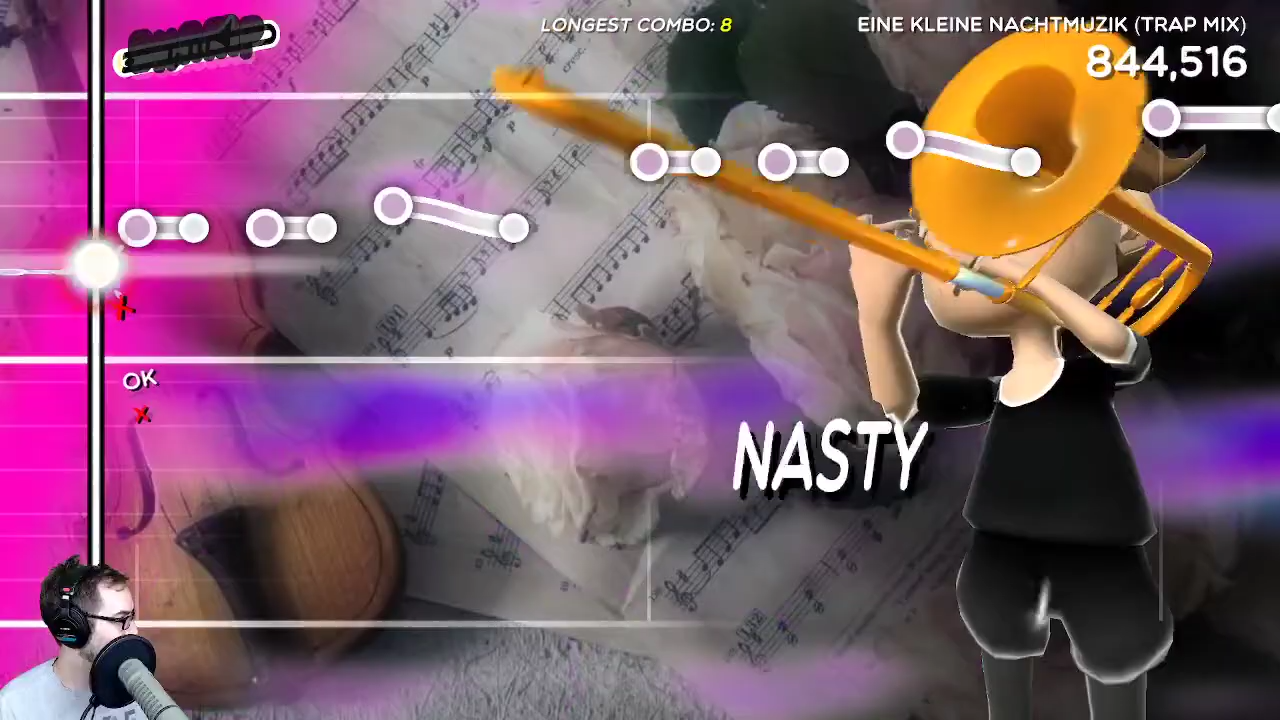 LONGEST COMBO: 8
EINE KLEINE NACHTMUZIK (TRAP MIX)
844,516
x
OK
x
NASTY